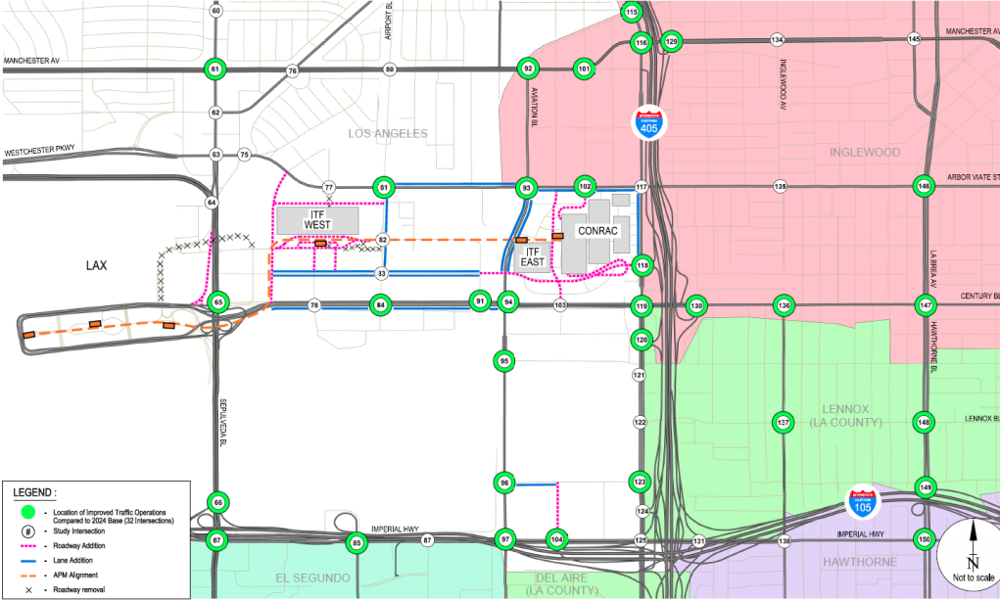 60
AIRPORT BL
115
116
129
134
145
MANCHESTER AV
MANCHESTER AV
61
76
80
92
101
AVIATION BL
INGLEWOOD AV
62
INTERSTATE
CALIFORNIA
405
LOS ANGELES
INGLEWOOD
WESTCHESTER PKWY
63
75
77
81
93
102
117
135
146
ARBOR VIATE ST
64
ITF
WEST
CONRAC
82
ITF
EAST
LAX
83
118
LA BREA AV
65
78
84
91
94
103
119
130
136
147
CENTURY BL
120
HAWTHORNE BL
95
121
SEPULVEDA BL
LENNOX
(LA COUNTY)
122
137
148
LENNOX BL
96
123
149
66
124
INTERSTATE
CALIFORNIA
105
67
85
IMPERIAL HWY
87
97
104
125
131
138
IMPERIAL HWY
150
EL SEGUNDO
DEL AIRE
(LA COUNTY)
HAWTHORNE
N
Not to scale
LEGEND :
- Location of Improved Traffic Operations
Compared to 2024 Base (32 Intersections)
# - Study Intersection
- Roadway Addition
- Lane Addition
- APM Alignment
X - Roadway removal